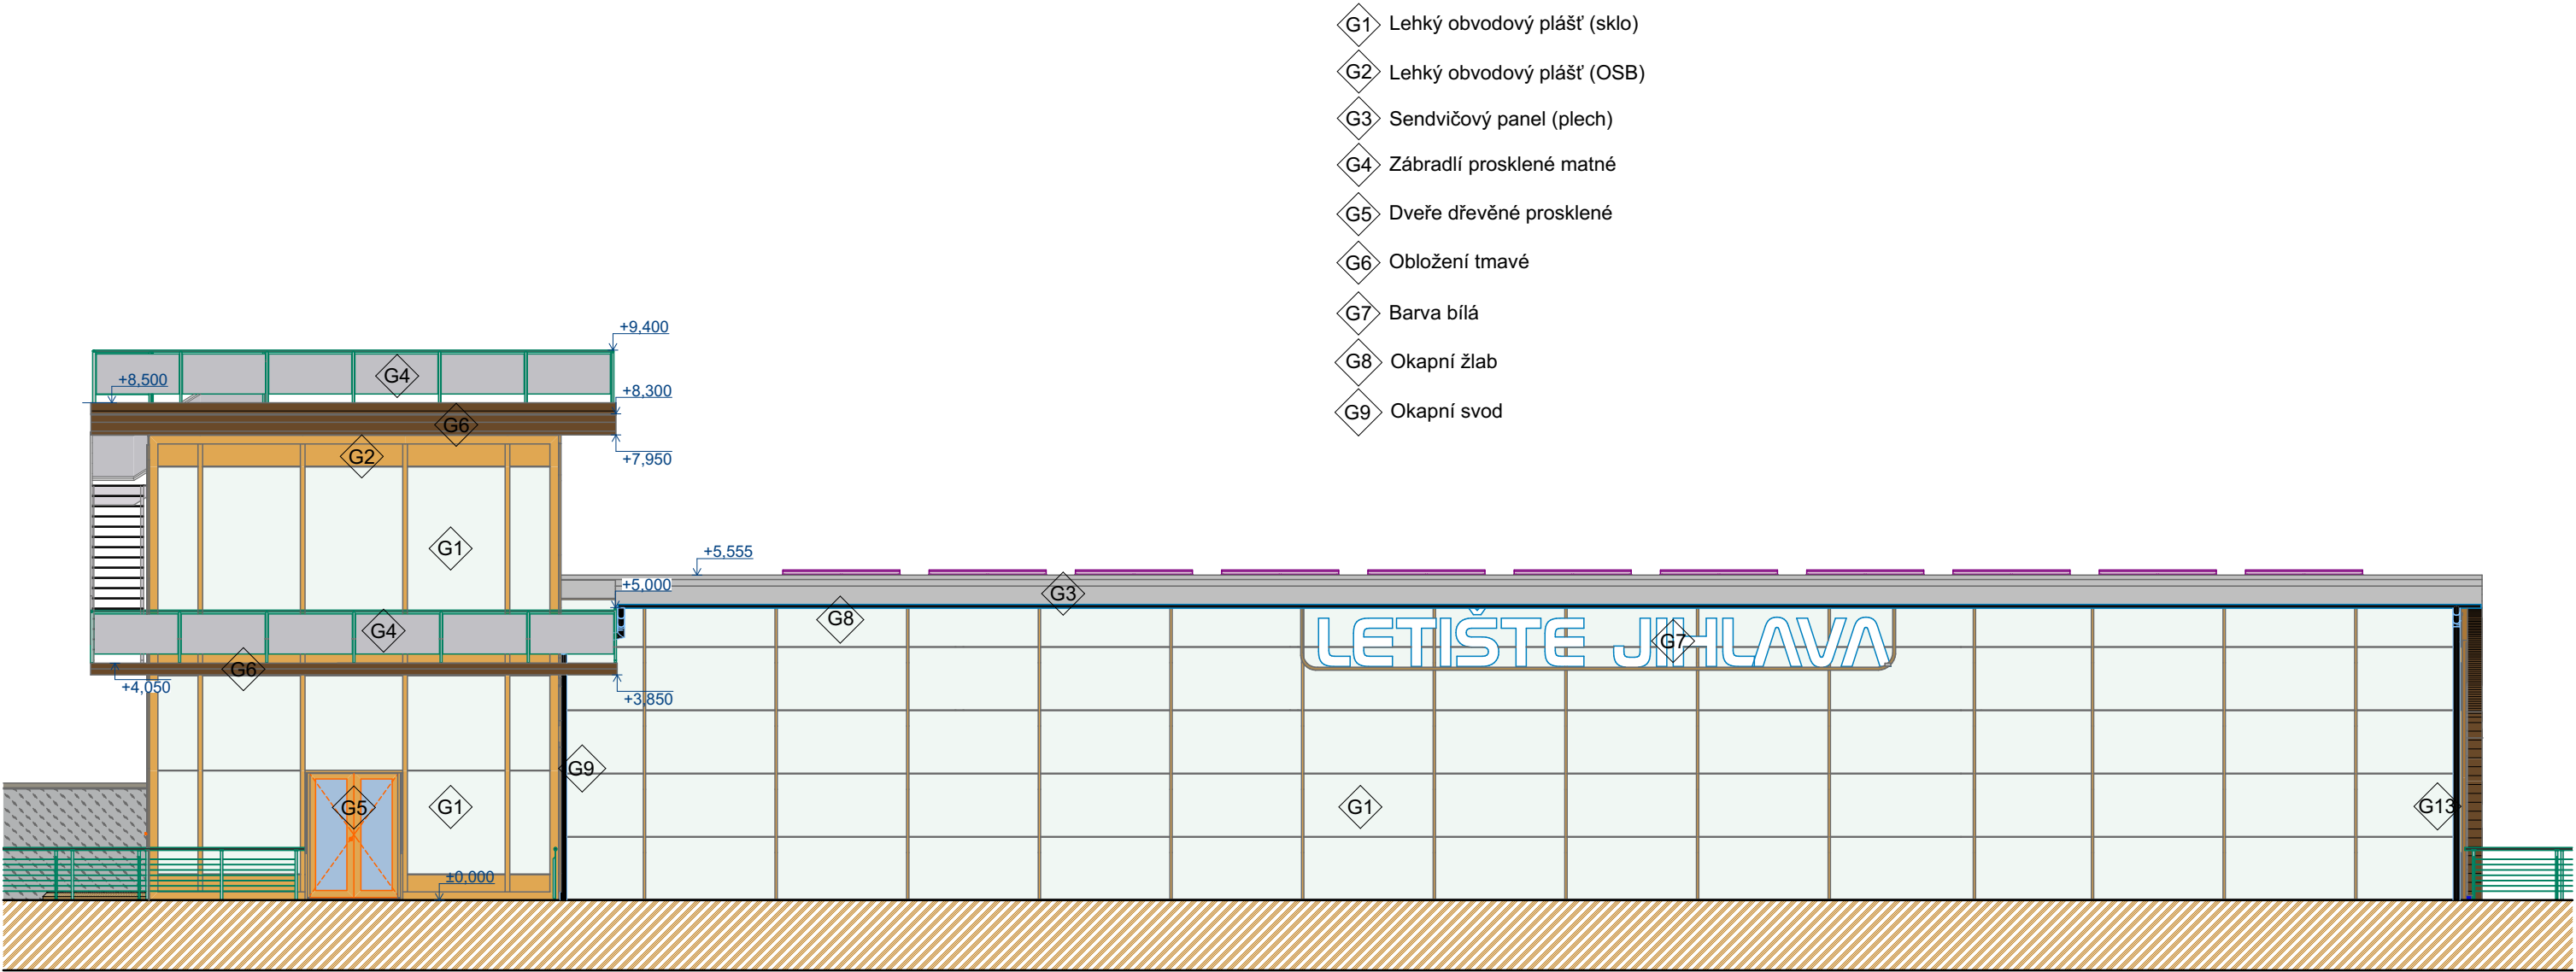 G1 Lehký obvodový plášť (sklo)
G2 Lehký obvodový plášť (OSB)
G3 Sendvičový panel (plech)
G4 Zábradlí prosklené matné
G5 Dveře dřevěné prosklené
G6 Obložení tmavé
G7 Barva bílá
G8 Okapní žlab
G9 Okapní svod
+9,400
+8,500
G4
+8,300
G6
G2
+7,950
G1
+5,555
+5,000
G3
G8
G4
LETIŠTE JIHLAVA
G7
G6
+4,050
+3,850
G9
G5
G1
G1
G13
±0,000